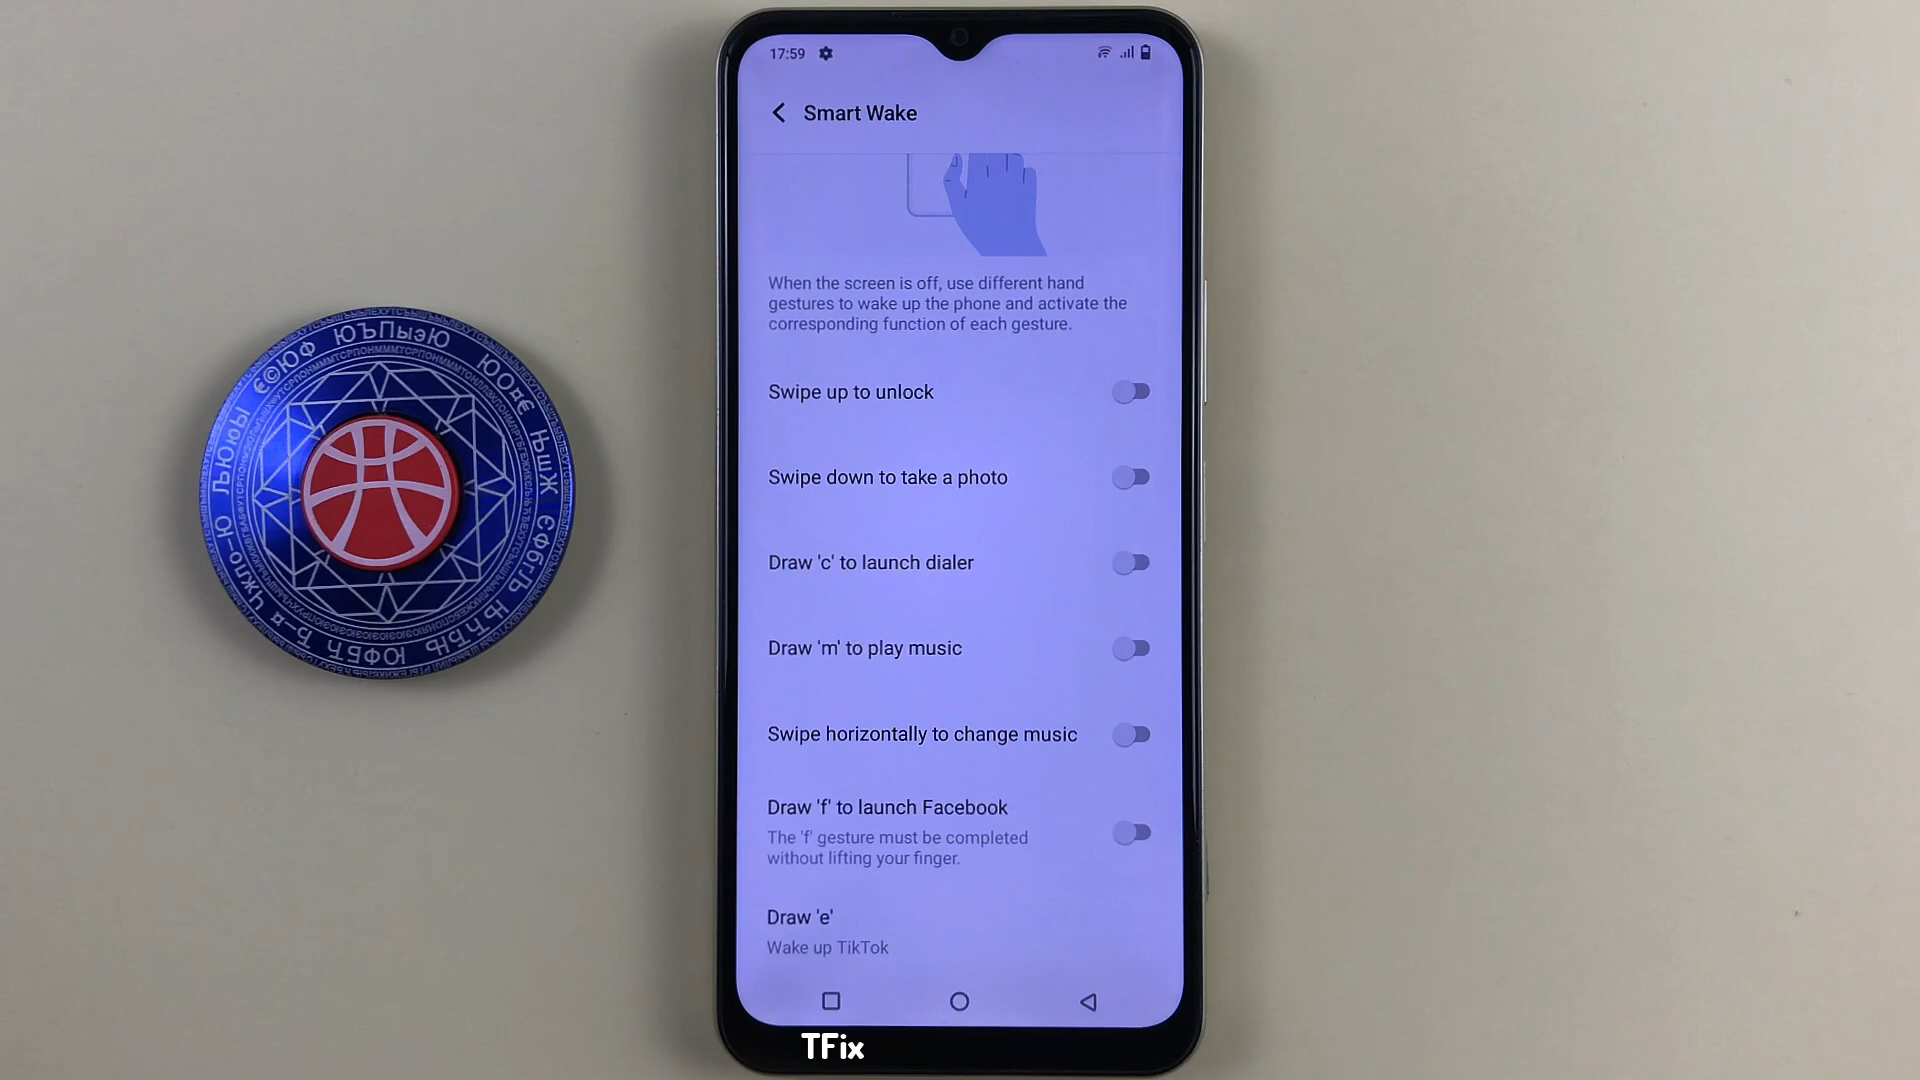 17:59
Smart Wake
When the screen is off, use different hand
gestures to wake up the phone and activate the
corresponding function of each gesture.
Swipe up to unlock
Swipe down to take a photo
Draw 'c' to launch dialer
Draw 'm' to play music
Swipe horizontally to change music
Draw 'f' to launch Facebook
The 'f' gesture must be completed
without lifting your finger.
Draw 'e'
Wake up TikTok
TFix